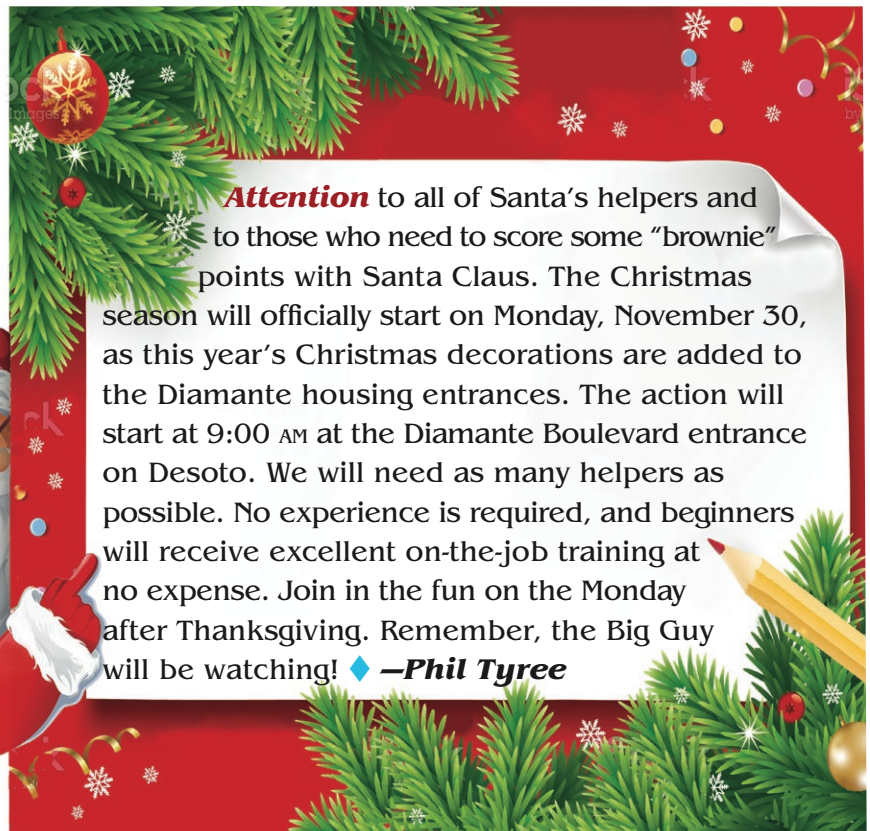 Attention to all of Santa's helpers and
to those who need to score some "brownie"
points with Santa Claus. The Christmas
season will officially start on Monday, November 30,
as this year's Christmas decorations are added to
the Diamante housing entrances. The action will
start at 9:00 AM at the Diamante Boulevard entrance
on Desoto. We will need as many helpers as
possible. No experience is required, and beginners
will receive excellent on-the-job training at
no expense. Join in the fun on the Monday
after Thanksgiving. Remember, the Big Guy
will be watching! ♦ —Phil Tyree